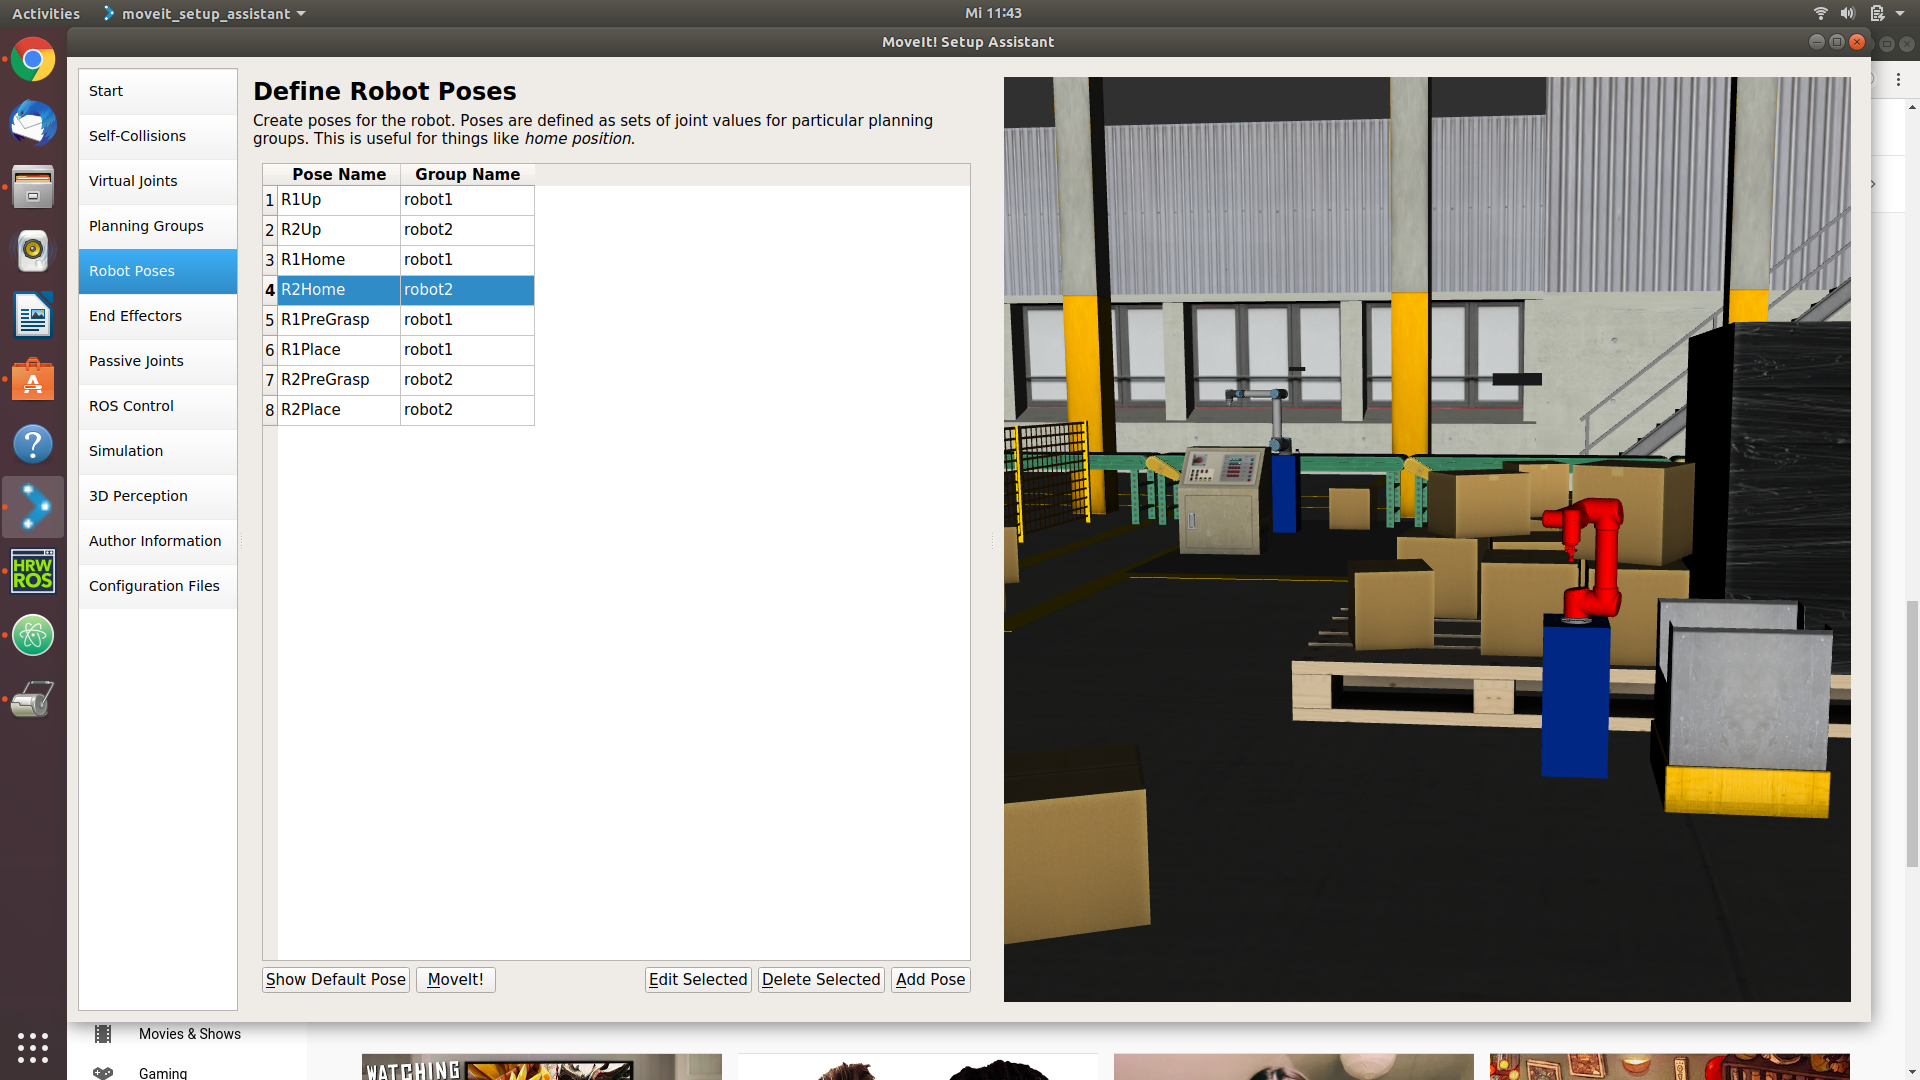 Activities
moveit_setup_assistant
Mi 11:43
MoveIt! Setup Assistant
Start
Self-Collisions
Virtual Joints
Planning Groups
Robot Poses
End Effectors
Passive Joints
ROS Control
Simulation
3D Perception
Author Information
Configuration Files
Define Robot Poses
Create poses for the robot. Poses are defined as sets of joint values for particular planning
groups. This is useful for things like home position.
Pose Name Group Name
1 R1Up robot1
2 R2Up robot2
3 R1Home robot1
4 R2Home robot2
5 R1PreGrasp robot1
6 R1Place robot1
7 R2PreGrasp robot2
8 R2Place robot2
Show Default Pose
MoveIt!
Edit Selected
Delete Selected
Add Pose
HRW
ROS
Movies & Shows
Gaming
WATCHING